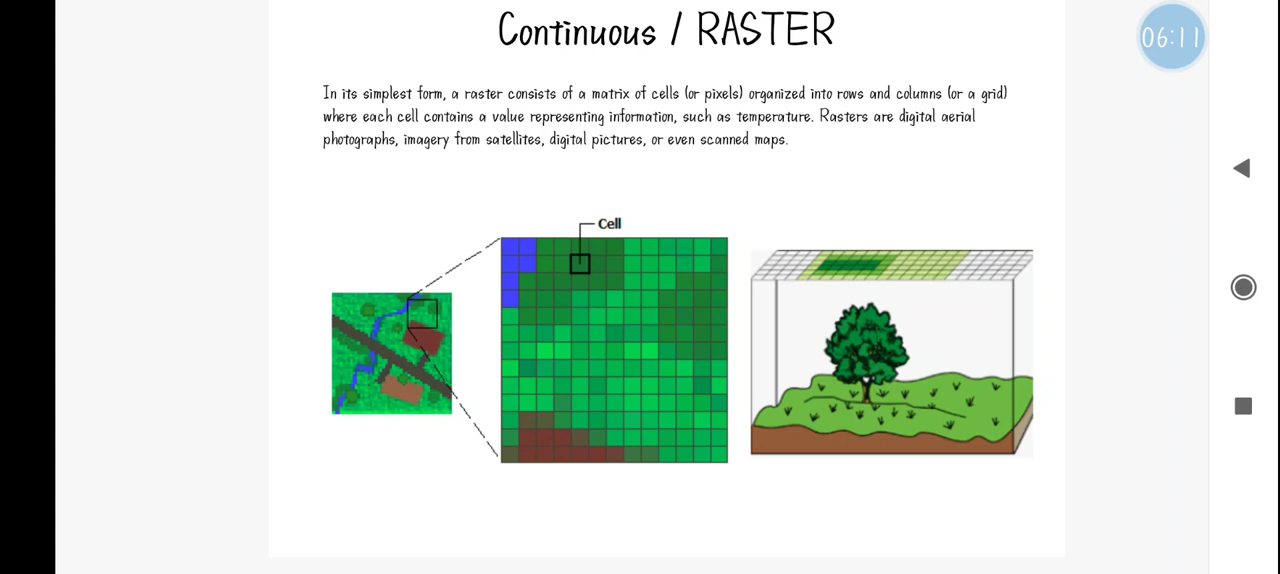 Continuous / RASTER
06:11
In its simplest form, a raster consists of a matrix of cells (or pixels) organized into rows and columns (or a grid)
where each cell contains a value representing information, such as temperature. Rasters are digital aerial
photographs, imagery from satellites, digital pictures, or even scanned maps.
Cell